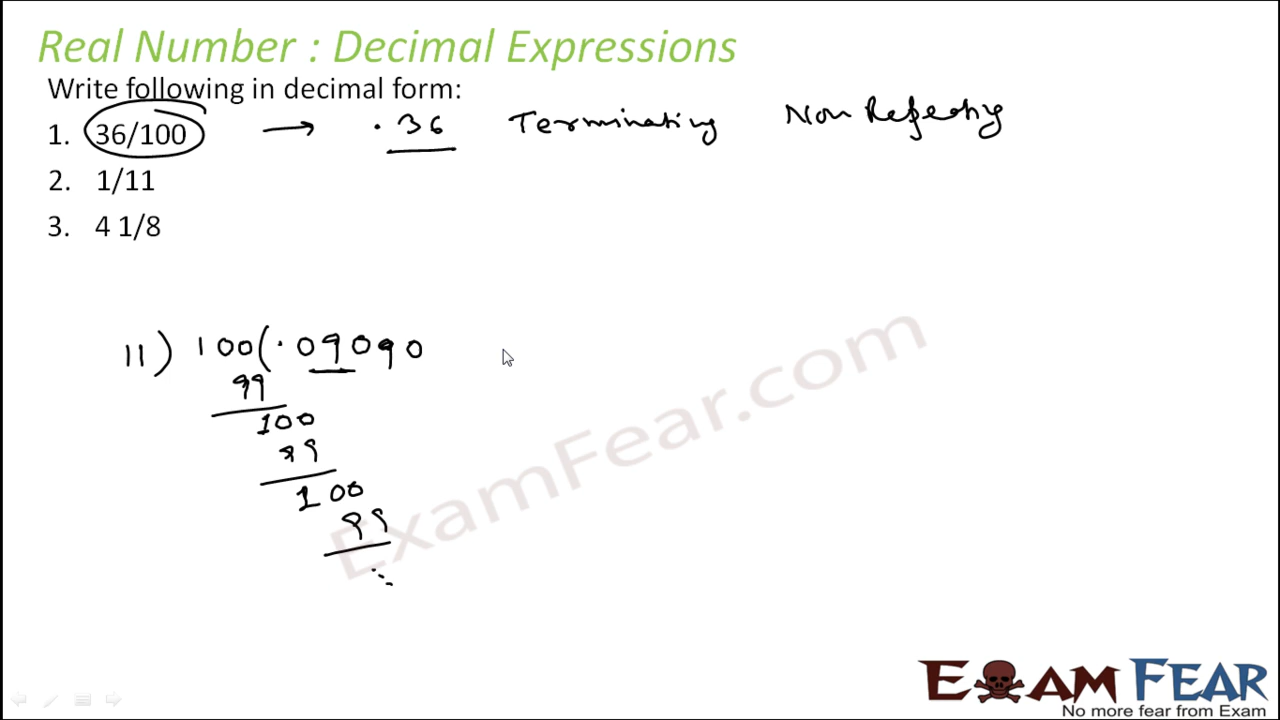 Real Number : Decimal Expressions
Write following in decimal form:
1. 36/100 → .36 Terminating Non Repeating
2. 1/11
3. 4 1/8
11) 100(.09090
99
100
99
100
99
ExamFear.com
EXAMFEAR
No more fear from Exam